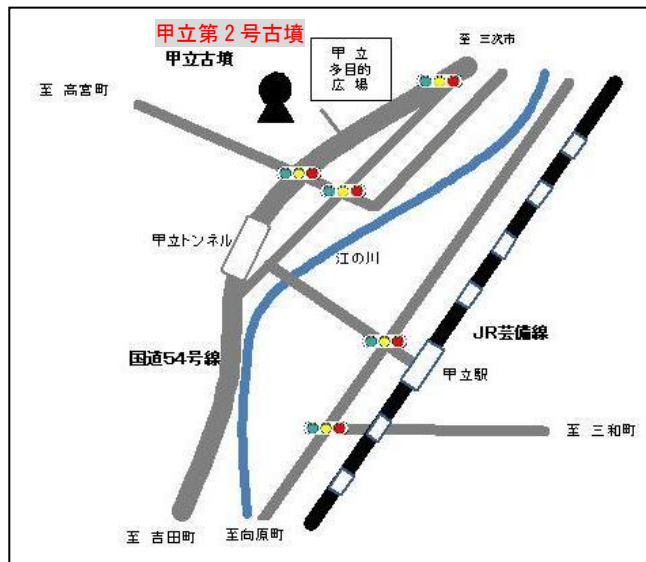 甲立第２号古墳
甲立古墳
甲 立
多目的
広 場
至 三次市
至 高宮町
甲立トンネル
江の川
国道54号線
JR芸備線
甲立駅
至 三和町
至 吉田町
至向原町